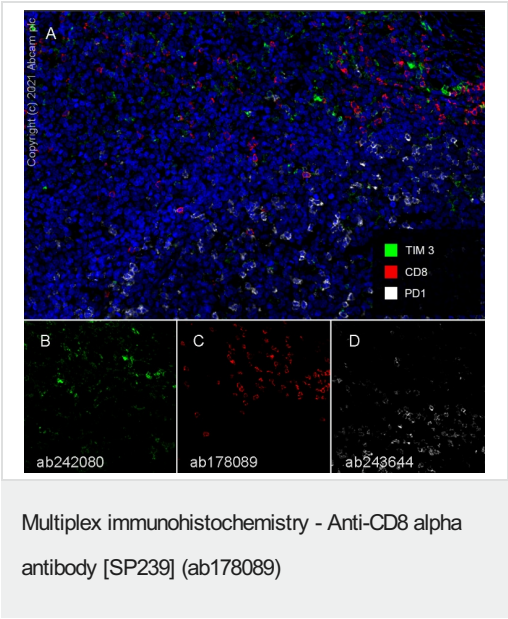 A
Copyright (c) 2021 Abcam plc
TIM 3
CD8
PD1
B
C
D
ab242080
ab178089
ab243644
Multiplex immunohistochemistry - Anti-CD8 alpha
antibody [SP239] (ab178089)